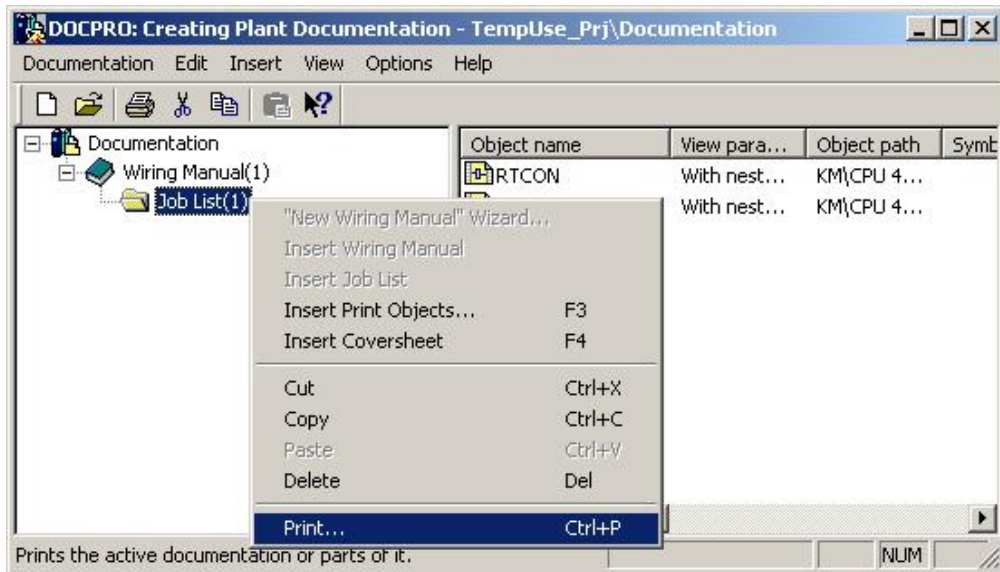 DOCPRO: Creating Plant Documentation - TempUse_Prj\Documentation
Documentation Edit Insert View Options Help
Documentation
Wiring Manual(1)
Job List(1)
Object name View para... Object path Symb
RTCON With nest... KM\CPU 4...
With nest... KM\CPU 4...
"New Wiring Manual" Wizard...
Insert Wiring Manual
Insert Job List
Insert Print Objects... F3
Insert Coversheet F4
Cut Ctrl+X
Copy Ctrl+C
Paste Ctrl+V
Delete Del
Print... Ctrl+P
Prints the active documentation or parts of it. NUM